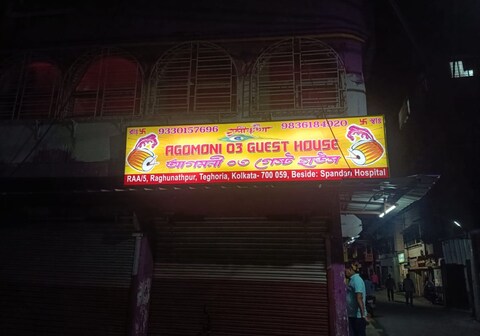 9330157696 9836184020
AGOMONI 03 GUEST HOUSE
আগমনী ০৩ গেস্ট হাউস
RAA/5, Raghunathpur, Teghoria, Kolkata- 700 059, Beside: Spandan Hospital